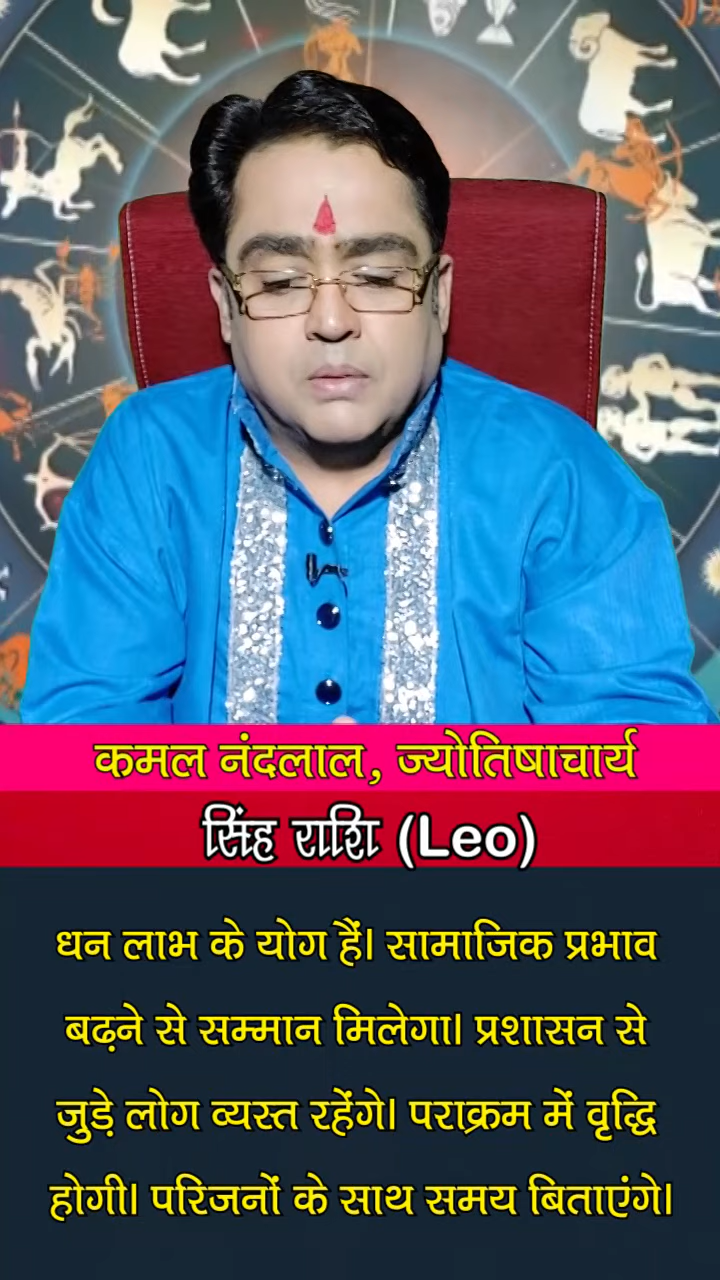 कमल नंदलाल, ज्योतिषाचार्य
सिंह राशि (Leo)
धन लाभ के योग हैं। सामाजिक प्रभाव
बढ़ने से सम्मान मिलेगा। प्रशासन से
जुड़े लोग व्यस्त रहेंगे। पराक्रम में वृद्धि
होगी। परिजनों के साथ समय बिताएंगे।